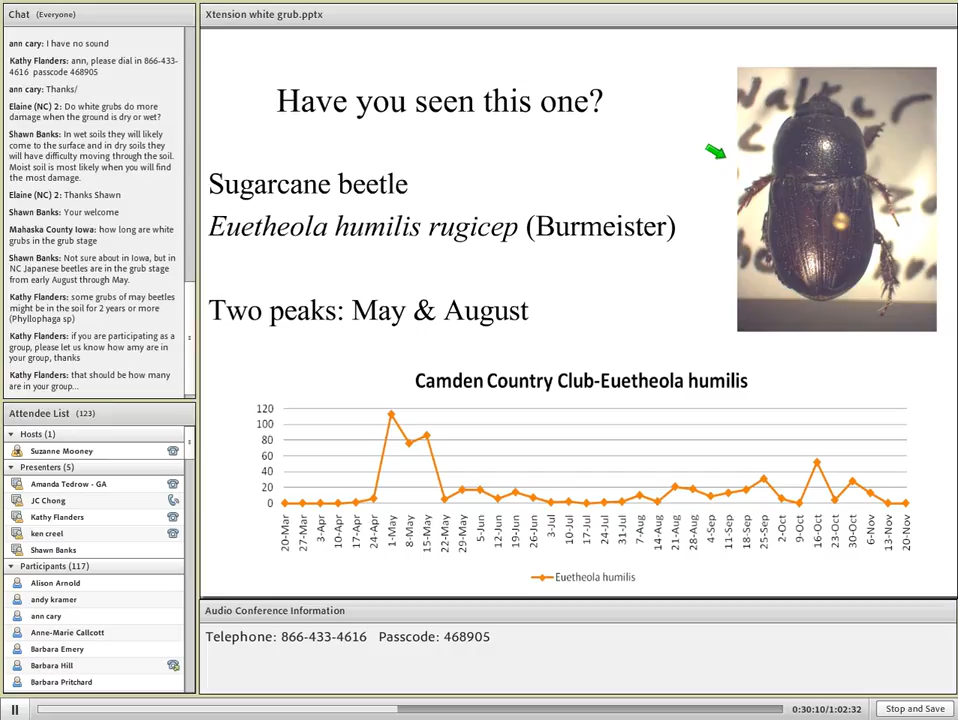 Chat (Everyone)
ann cary: I have no sound
Kathy Flanders: ann, please dial in 866-433-
4616 passcode 468905
ann cary: Thanks/
Elaine (NC) 2: Do white grubs do more
damage when the ground is dry or wet?
Shawn Banks: In wet soils they will likely
come to the surface and in dry soils they
will have difficulty moving through the soil.
Moist soil is most likely when you will find
the most damage.
Elaine (NC) 2: Thanks Shawn
Shawn Banks: Your welcome
Mahaska County Iowa: how long are white
grubs in the grub stage
Shawn Banks: Not sure about in Iowa, but in
NC Japanese beetles are in the grub stage
from early August through May.
Kathy Flanders: some grubs of may beetles
might be in the soil for 2 years or more
(Phyllophaga sp)
Kathy Flanders: if you are participating as a
group, please let us know how amy are in
your group, thanks
Kathy Flanders: that should be how many
are in your group...
Attendee List (123)
Hosts (1)
Suzanne Mooney
Presenters (5)
Amanda Tedrow - GA
JC Chong
Kathy Flanders
ken creel
Shawn Banks
Participants (117)
Alison Arnold
andy kramer
ann cary
Anne-Marie Callcott
Barbara Emery
Barbara Hill
Barbara Pritchard
Xtension white grub.pptx
Have you seen this one?
Sugarcane beetle
Euetheola humilis rugicep (Burmeister)
Two peaks: May & August
Camden Country Club-Euetheola humilis
120
100
80
60
40
20
0
20-Mar
27-Mar
3-Apr
10-Apr
17-Apr
24-Apr
1-May
8-May
15-May
22-May
29-May
5-Jun
12-Jun
19-Jun
26-Jun
3-Jul
10-Jul
17-Jul
24-Jul
31-Jul
7-Aug
14-Aug
21-Aug
28-Aug
4-Sep
11-Sep
18-Sep
25-Sep
2-Oct
9-Oct
16-Oct
23-Oct
30-Oct
6-Nov
13-Nov
20-Nov
Euetheola humilis
Audio Conference Information
Telephone: 866-433-4616 Passcode: 468905
0:30:10/1:02:32
Stop and Save